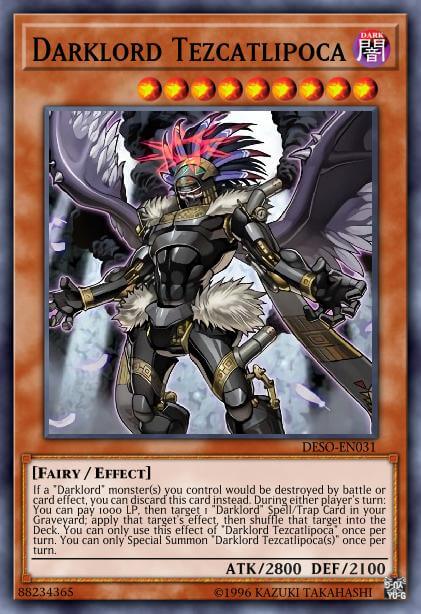 DARKLORD TEZCATLIPOCA
DARK
闇
DESO-EN031
[FAIRY / EFFECT]
If a "Darklord" monster(s) you control would be destroyed by battle or
card effect, you can discard this card instead. During either player's turn:
You can pay 1000 LP, then target 1 "Darklord" Spell/Trap Card in your
Graveyard; apply that target's effect, then shuffle that target into
the Deck. You can only use this effect of "Darklord Tezcatlipoca" once per
turn. You can only Special Summon "Darklord Tezcatlipoca(s)" once per
turn.
ATK/2800 DEF/2100
88234365
©1996 KAZUKI TAKAHASHI